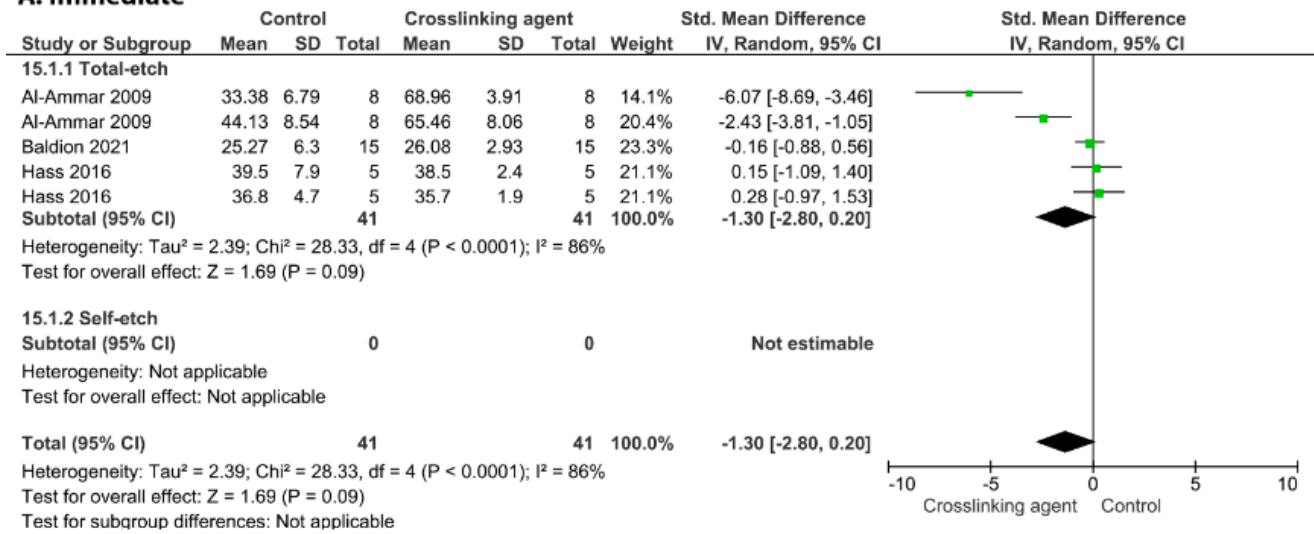 A. Immediate
Control Crosslinking agent Std. Mean Difference Std. Mean Difference
Study or Subgroup Mean SD Total Mean SD Total Weight IV, Random, 95% CI IV, Random, 95% CI
15.1.1 Total-etch
Al-Ammar 2009 33.38 6.79 8 68.96 3.91 8 14.1% -6.07 [-8.69, -3.46]
Al-Ammar 2009 44.13 8.54 8 65.46 8.06 8 20.4% -2.43 [-3.81, -1.05]
Baldion 2021 25.27 6.3 15 26.08 2.93 15 23.3% -0.16 [-0.88, 0.56]
Hass 2016 39.5 7.9 5 38.5 2.4 5 21.1% 0.15 [-1.09, 1.40]
Hass 2016 36.8 4.7 5 35.7 1.9 5 21.1% 0.28 [-0.97, 1.53]
Subtotal (95% CI) 41 41 100.0% -1.30 [-2.80, 0.20]
Heterogeneity: Tau² = 2.39; Chi² = 28.33, df = 4 (P < 0.0001); I² = 86%
Test for overall effect: Z = 1.69 (P = 0.09)
15.1.2 Self-etch
Subtotal (95% CI) 0 0 Not estimable
Heterogeneity: Not applicable
Test for overall effect: Not applicable
Total (95% CI) 41 41 100.0% -1.30 [-2.80, 0.20]
Heterogeneity: Tau² = 2.39; Chi² = 28.33, df = 4 (P < 0.0001); I² = 86%
Test for overall effect: Z = 1.69 (P = 0.09)
Test for subgroup differences: Not applicable
-10 -5 0 5 10
Crosslinking agent Control